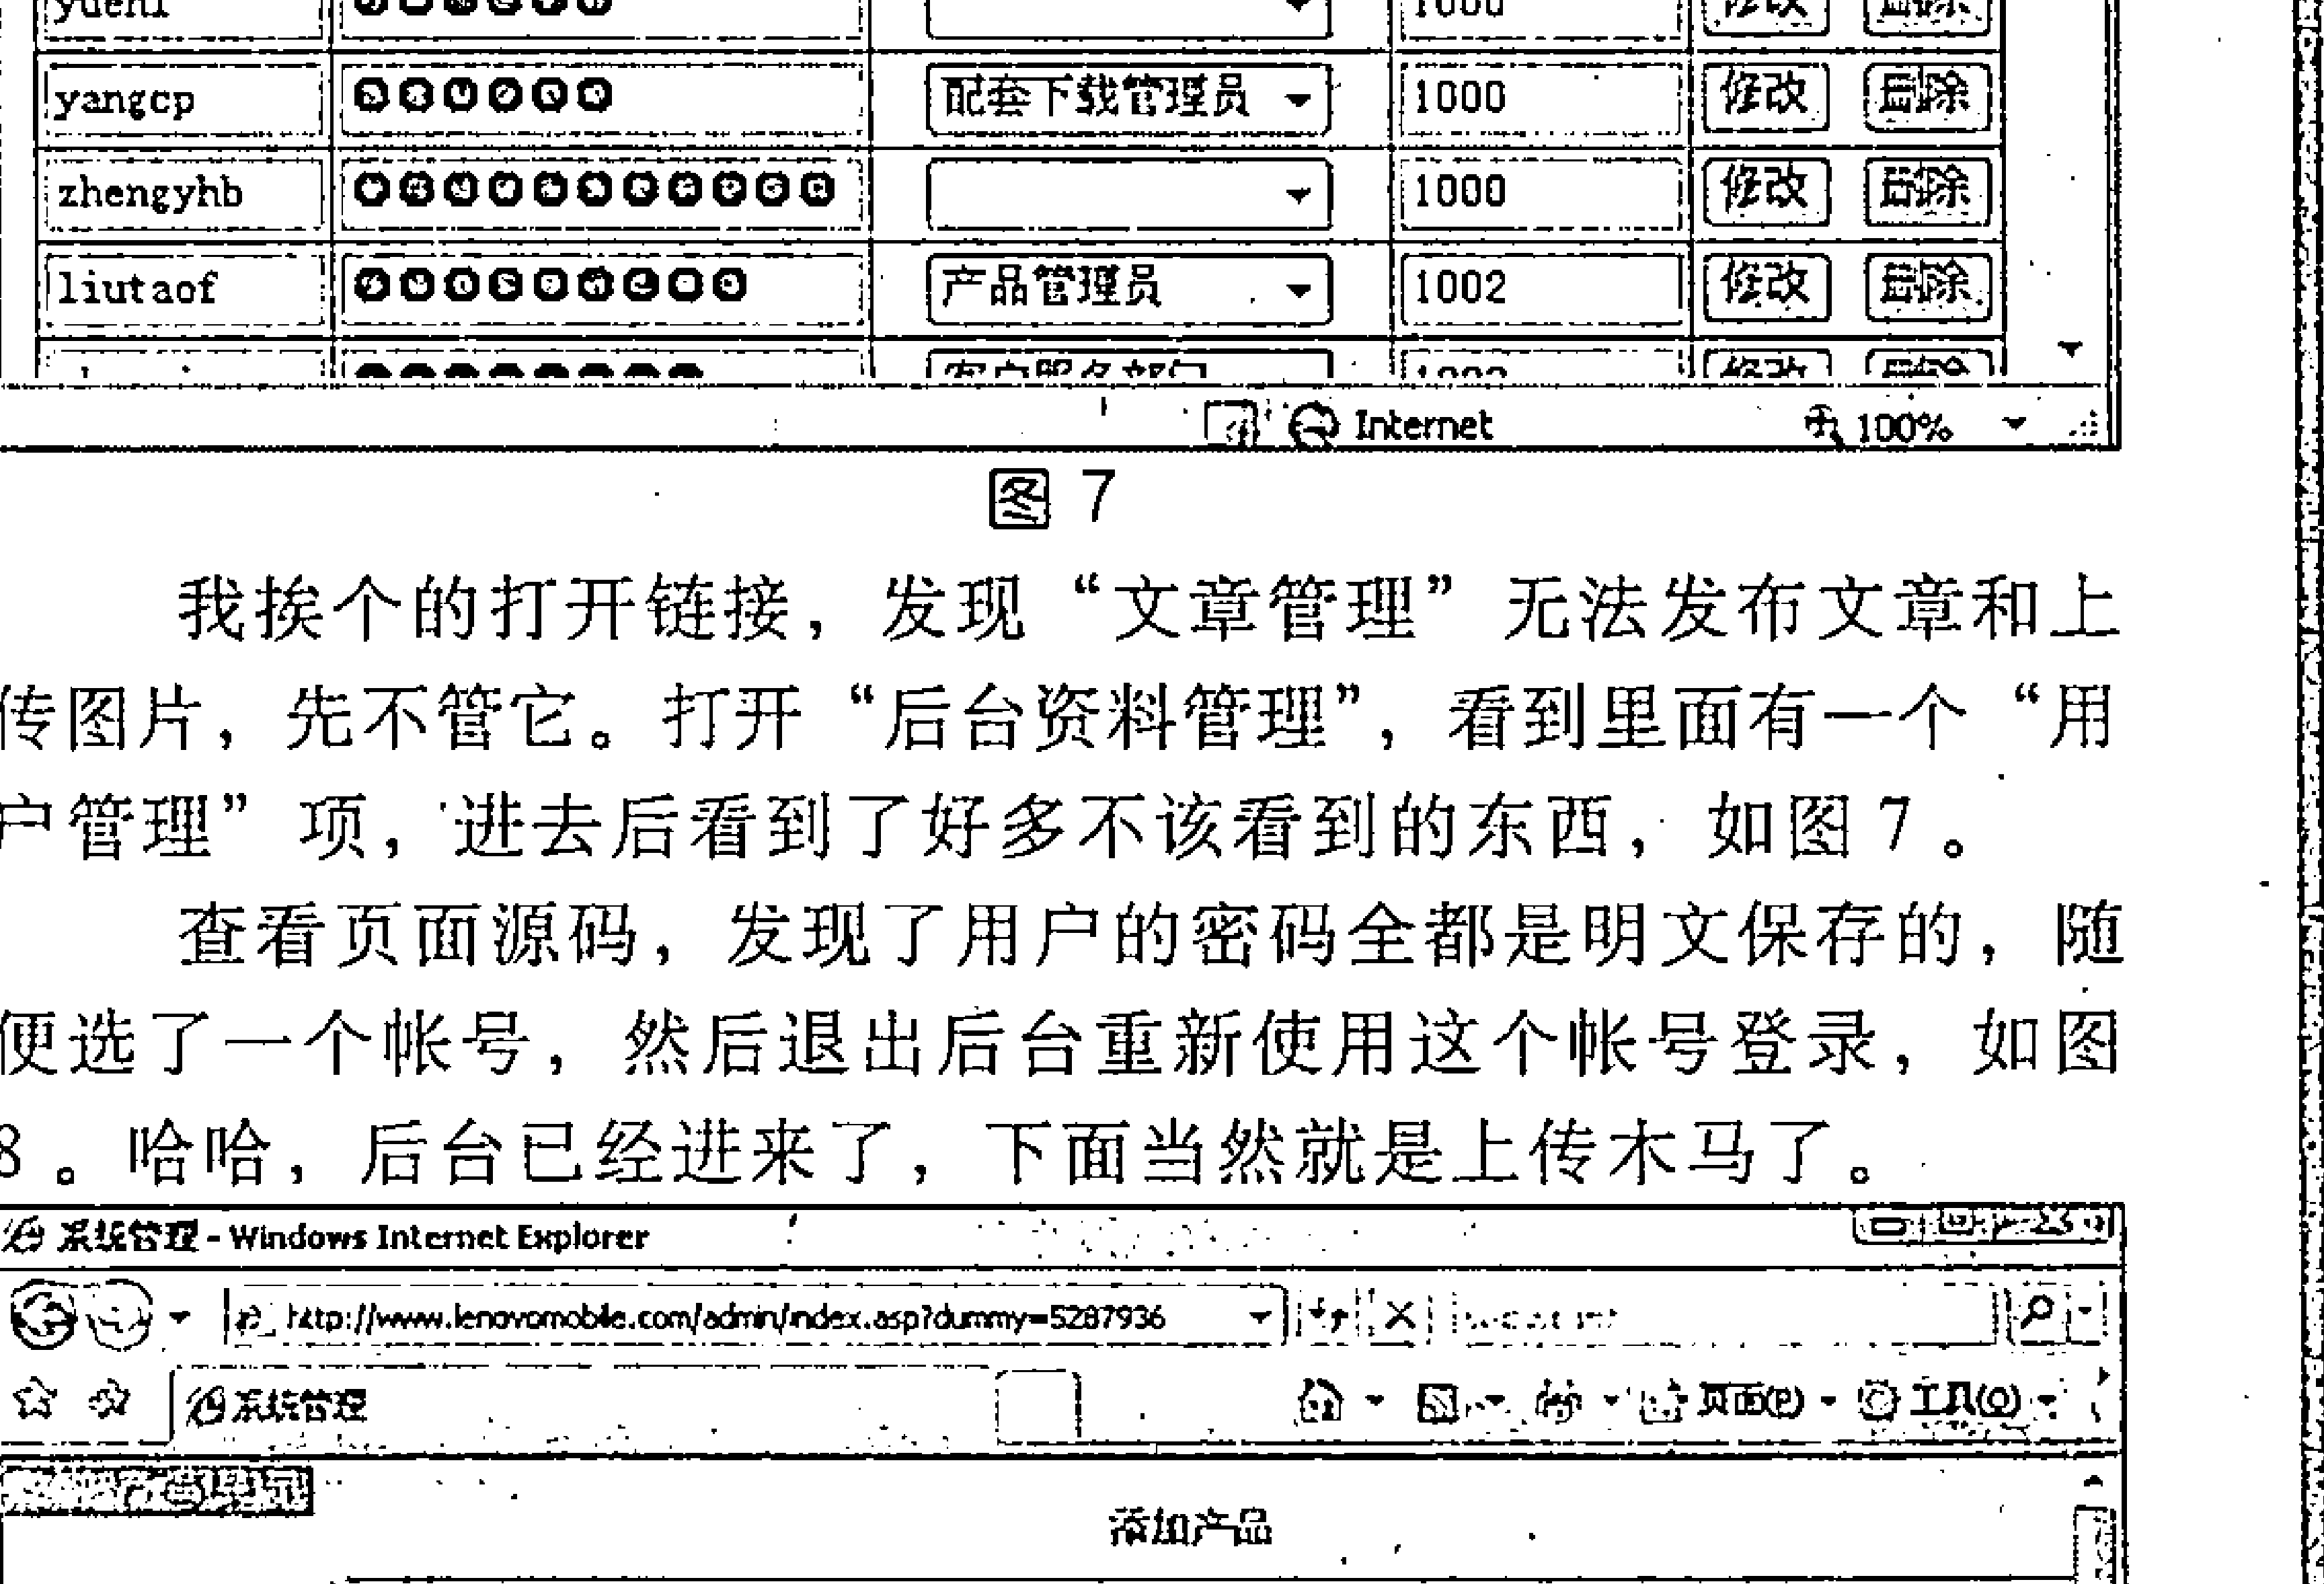 yangcp 配套下载管理员 1000 修改 删除
zhengyhb 1000 修改 删除
liutaof 产品管理员 1002 修改 删除
Internet 100%
图 7
我挨个的打开链接，发现“文章管理”无法发布文章和上
传图片，先不管它。打开“后台资料管理”，看到里面有一个“用
户管理”项，进去后看到了好多不该看到的东西，如图 7 。
查看页面源码，发现了用户的密码全都是明文保存的，随
便选了一个帐号，然后退出后台重新使用这个帐号登录，如图
8 。哈哈，后台已经进来了，下面当然就是上传木马了。
系统管理 - Windows Internet Explorer
http://www.lenovomobile.com/admin/index.asp?dummy=5287936
系统管理 页面(P) 工具(O)
添加产品